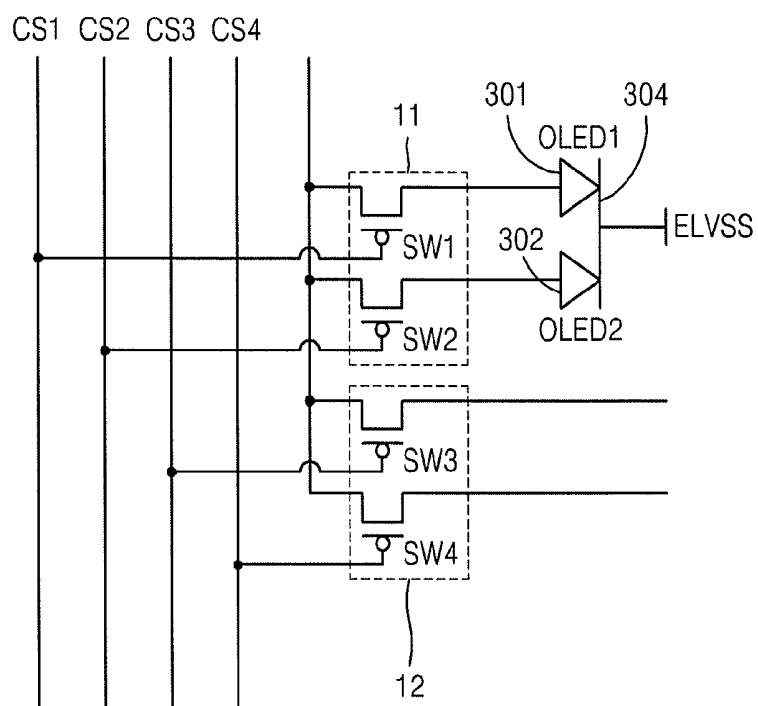 CS1 CS2 CS3 CS4
301
304
11
OLED1
SW1
ELVSS
302
SW2
OLED2
SW3
SW4
12